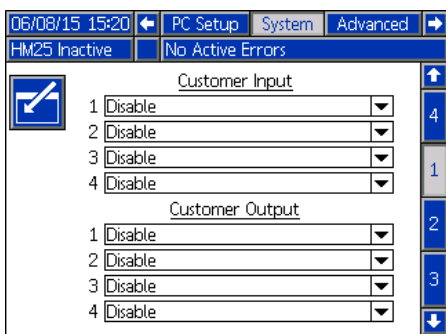 06/08/15 15:20 PC Setup System Advanced
HM25 Inactive No Active Errors
Customer Input
1 Disable
2 Disable
3 Disable
4 Disable
Customer Output
1 Disable
2 Disable
3 Disable
4 Disable
4
1
2
3